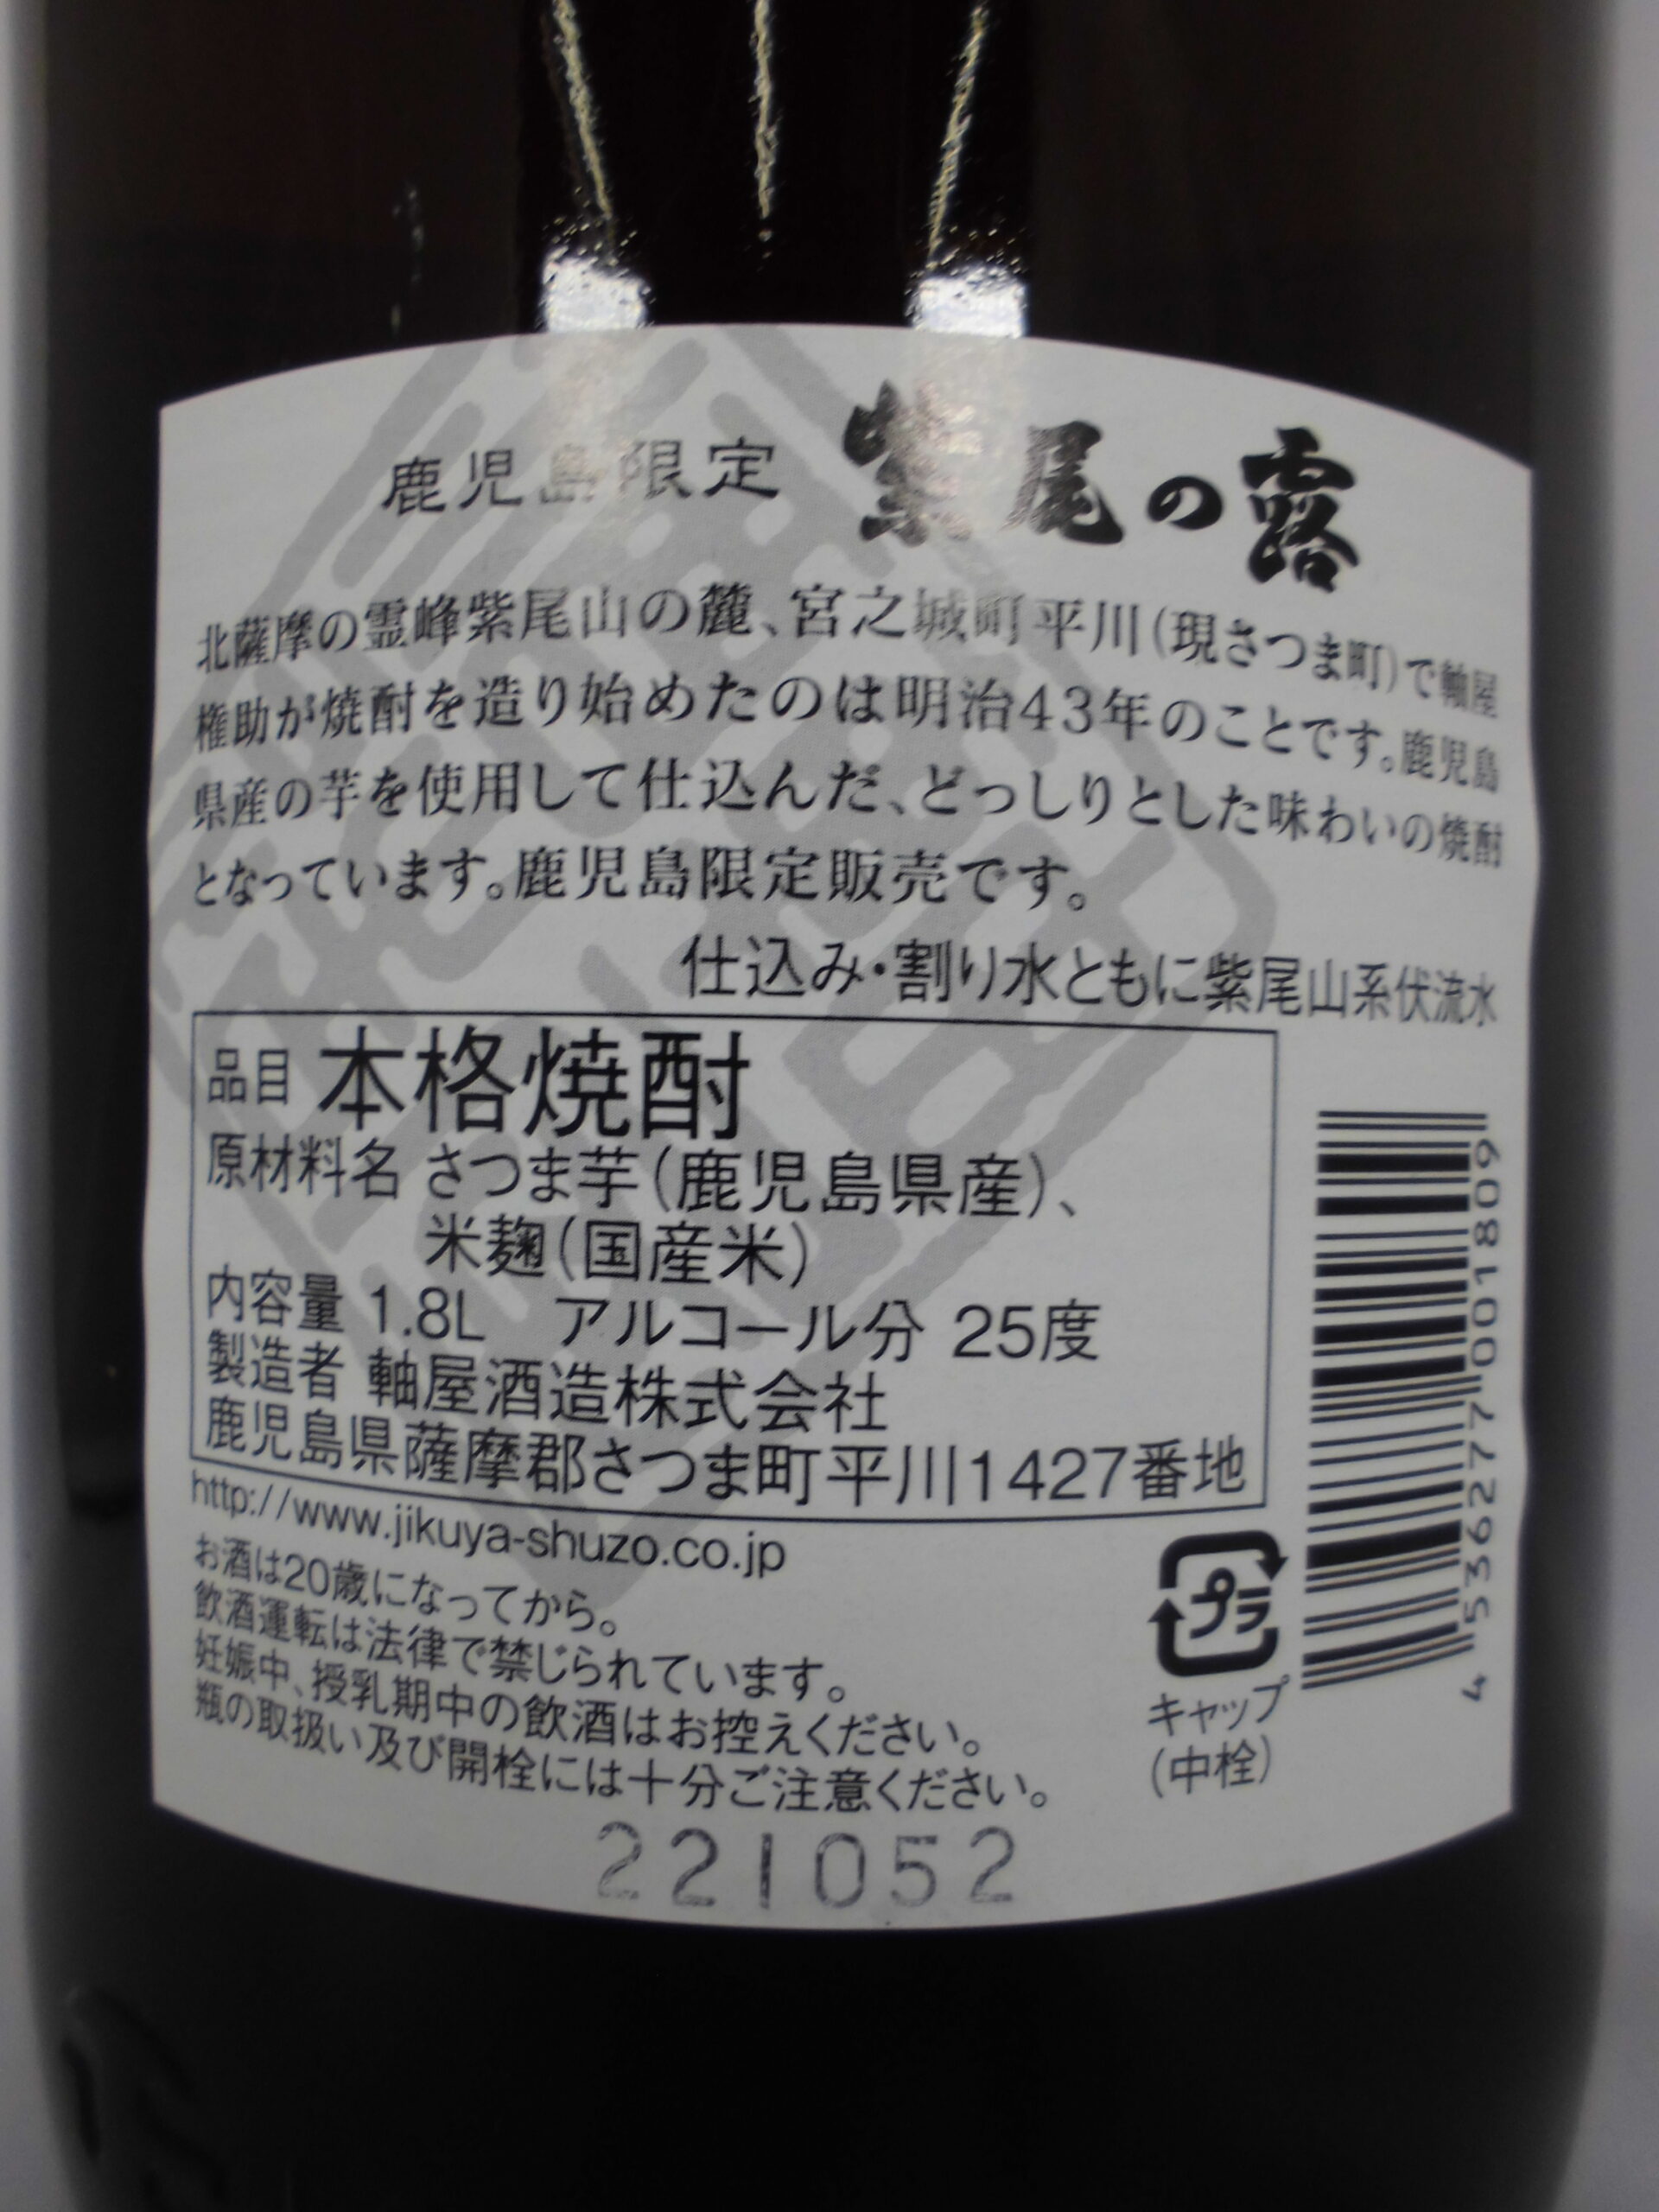 鹿児島限定 紫尾の露
北薩摩の霊峰紫尾山の麓、宮之城町平川(現さつま町)で軸屋
権助が焼酎を造り始めたのは明治43年のことです。鹿児島
県産の芋を使用して仕込んだ、どっしりとした味わいの焼酎
となっています。鹿児島限定販売です。
仕込み・割り水ともに紫尾山系伏流水
品目 本格焼酎
原材料名 さつま芋(鹿児島県産)、
米麹(国産米)
内容量 1.8L アルコール分 25度
製造者 軸屋酒造株式会社
鹿児島県薩摩郡さつま町平川1427番地
http://www.jikuya-shuzo.co.jp
お酒は20歳になってから。
飲酒運転は法律で禁じられています。
妊娠中、授乳期中の飲酒はお控えください。
瓶の取扱い及び開栓には十分ご注意ください。
プラ
キャップ
(中栓)
4 536277 001809
221052